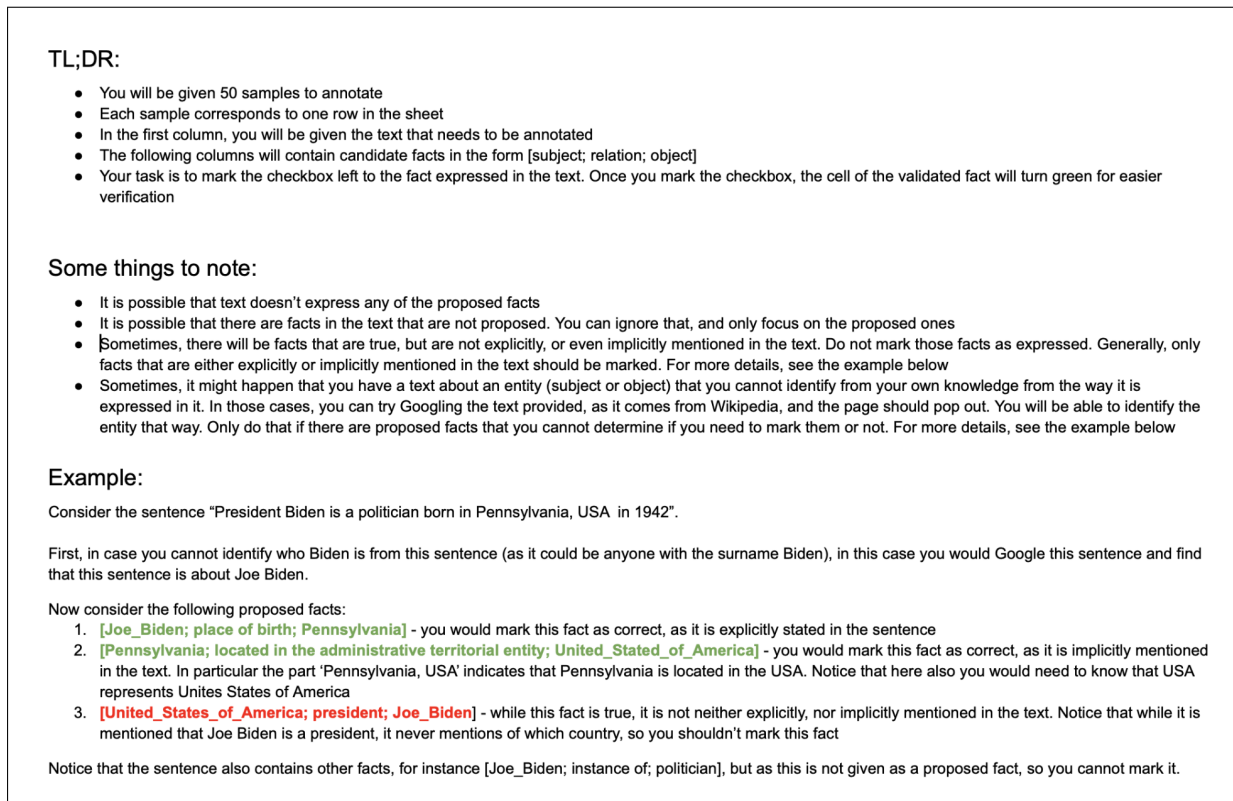 TL;DR:
● You will be given 50 samples to annotate
● Each sample corresponds to one row in the sheet
● In the first column, you will be given the text that needs to be annotated
● The following columns will contain candidate facts in the form [subject; relation; object]
● Your task is to mark the checkbox left to the fact expressed in the text. Once you mark the checkbox, the cell of the validated fact will turn green for easier
verification
Some things to note:
● It is possible that text doesn't express any of the proposed facts
● It is possible that there are facts in the text that are not proposed. You can ignore that, and only focus on the proposed ones
● Sometimes, there will be facts that are true, but are not explicitly, or even implicitly mentioned in the text. Do not mark those facts as expressed. Generally, only
facts that are either explicitly or implicitly mentioned in the text should be marked. For more details, see the example below
● Sometimes, it might happen that you have a text about an entity (subject or object) that you cannot identify from your own knowledge from the way it is
expressed in it. In those cases, you can try Googling the text provided, as it comes from Wikipedia, and the page should pop out. You will be able to identify the
entity that way. Only do that if there are proposed facts that you cannot determine if you need to mark them or not. For more details, see the example below
Example:
Consider the sentence “President Biden is a politician born in Pennsylvania, USA in 1942”.
First, in case you cannot identify who Biden is from this sentence (as it could be anyone with the surname Biden), in this case you would Google this sentence and find
that this sentence is about Joe Biden.
Now consider the following proposed facts:
1. [Joe_Biden; place of birth; Pennsylvania] - you would mark this fact as correct, as it is explicitly stated in the sentence
2. [Pennsylvania; located in the administrative territorial entity; United_Stated_of_America] - you would mark this fact as correct, as it is implicitly mentioned
in the text. In particular the part ‘Pennsylvania, USA’ indicates that Pennsylvania is located in the USA. Notice that here also you would need to know that USA
represents Unites States of America
3. [United_States_of_America; president; Joe_Biden] - while this fact is true, it is not neither explicitly, nor implicitly mentioned in the text. Notice that while it is
mentioned that Joe Biden is a president, it never mentions of which country, so you shouldn't mark this fact
Notice that the sentence also contains other facts, for instance [Joe_Biden; instance of; politician], but as this is not given as a proposed fact, so you cannot mark it.